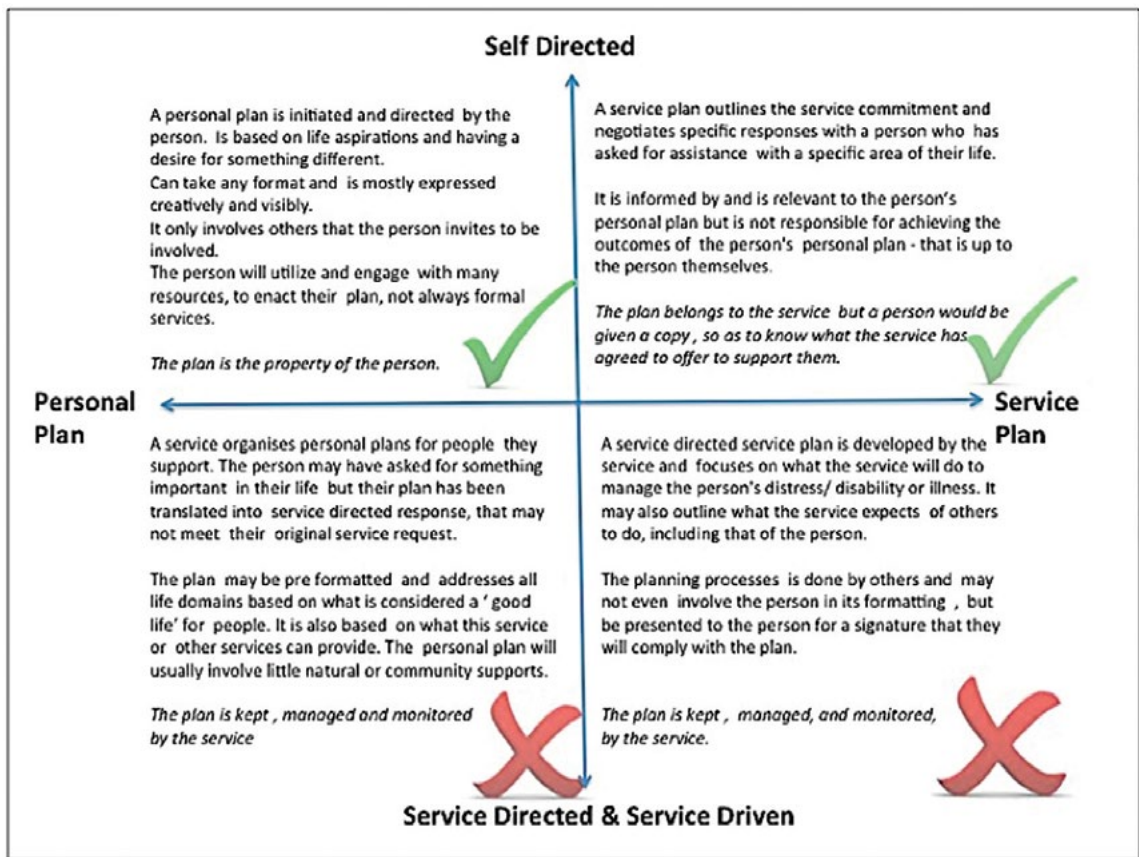 Self Directed
A personal plan is initiated and directed by the
person. Is based on life aspirations and having a
desire for something different.
Can take any format and is mostly expressed
creatively and visibly.
It only involves others that the person invites to be
involved.
The person will utilize and engage with many
resources, to enact their plan, not always formal
services.
The plan is the property of the person.
A service plan outlines the service commitment and
negotiates specific responses with a person who has
asked for assistance with a specific area of their life.
It is informed by and is relevant to the person's
personal plan but is not responsible for achieving the
outcomes of the person's personal plan - that is up to
the person themselves.
The plan belongs to the service but a person would be
given a copy , so as to know what the service has
agreed to offer to support them.
Personal
Plan
Service
Plan
A service organises personal plans for people they
support. The person may have asked for something
important in their life but their plan has been
translated into service directed response, that may
not meet their original service request.
The plan may be pre formatted and addresses all
life domains based on what is considered a ' good
life' for people. It is also based on what this service
or other services can provide. The personal plan will
usually involve little natural or community supports.
The plan is kept , managed and monitored
by the service
A service directed service plan is developed by the
service and focuses on what the service will do to
manage the person's distress/ disability or illness. It
may also outline what the service expects of others
to do, including that of the person.
The planning processes is done by others and may
not even involve the person in its formatting , but
be presented to the person for a signature that they
will comply with the plan.
The plan is kept , managed, and monitored,
by the service.
Service Directed & Service Driven